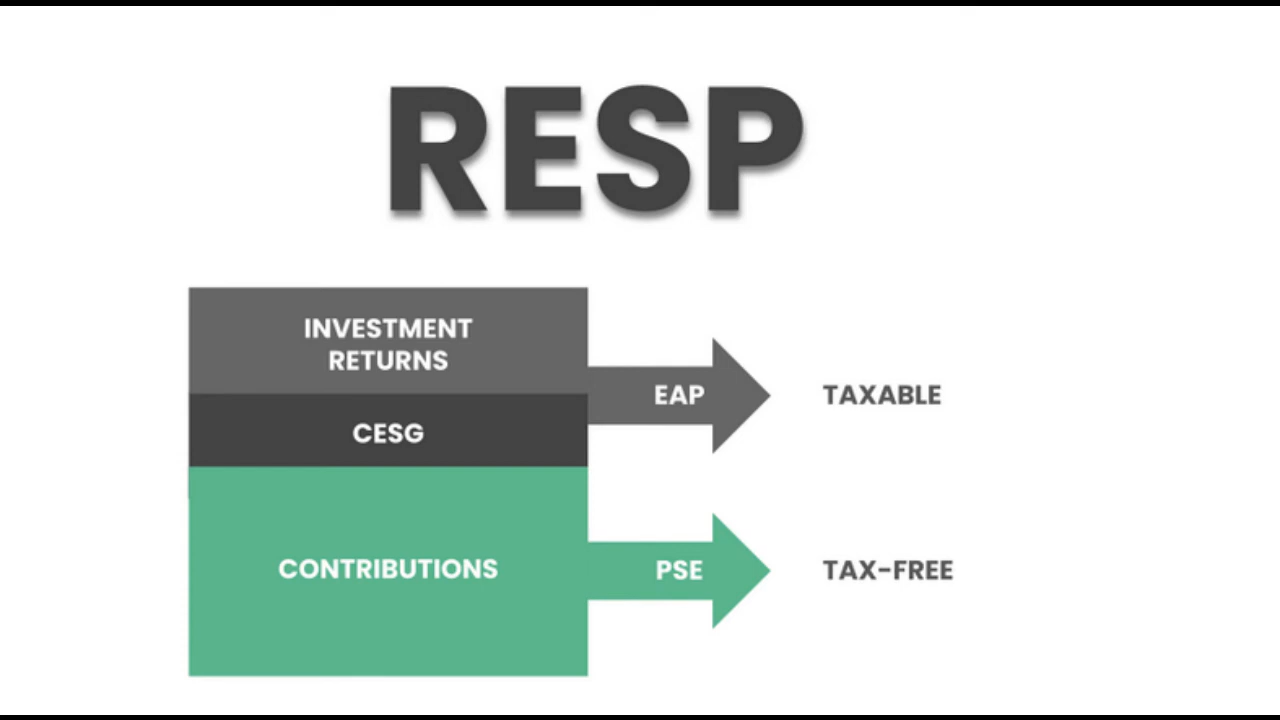 RESP
INVESTMENT
RETURNS
CESG
EAP
TAXABLE
CONTRIBUTIONS
PSE
TAX-FREE